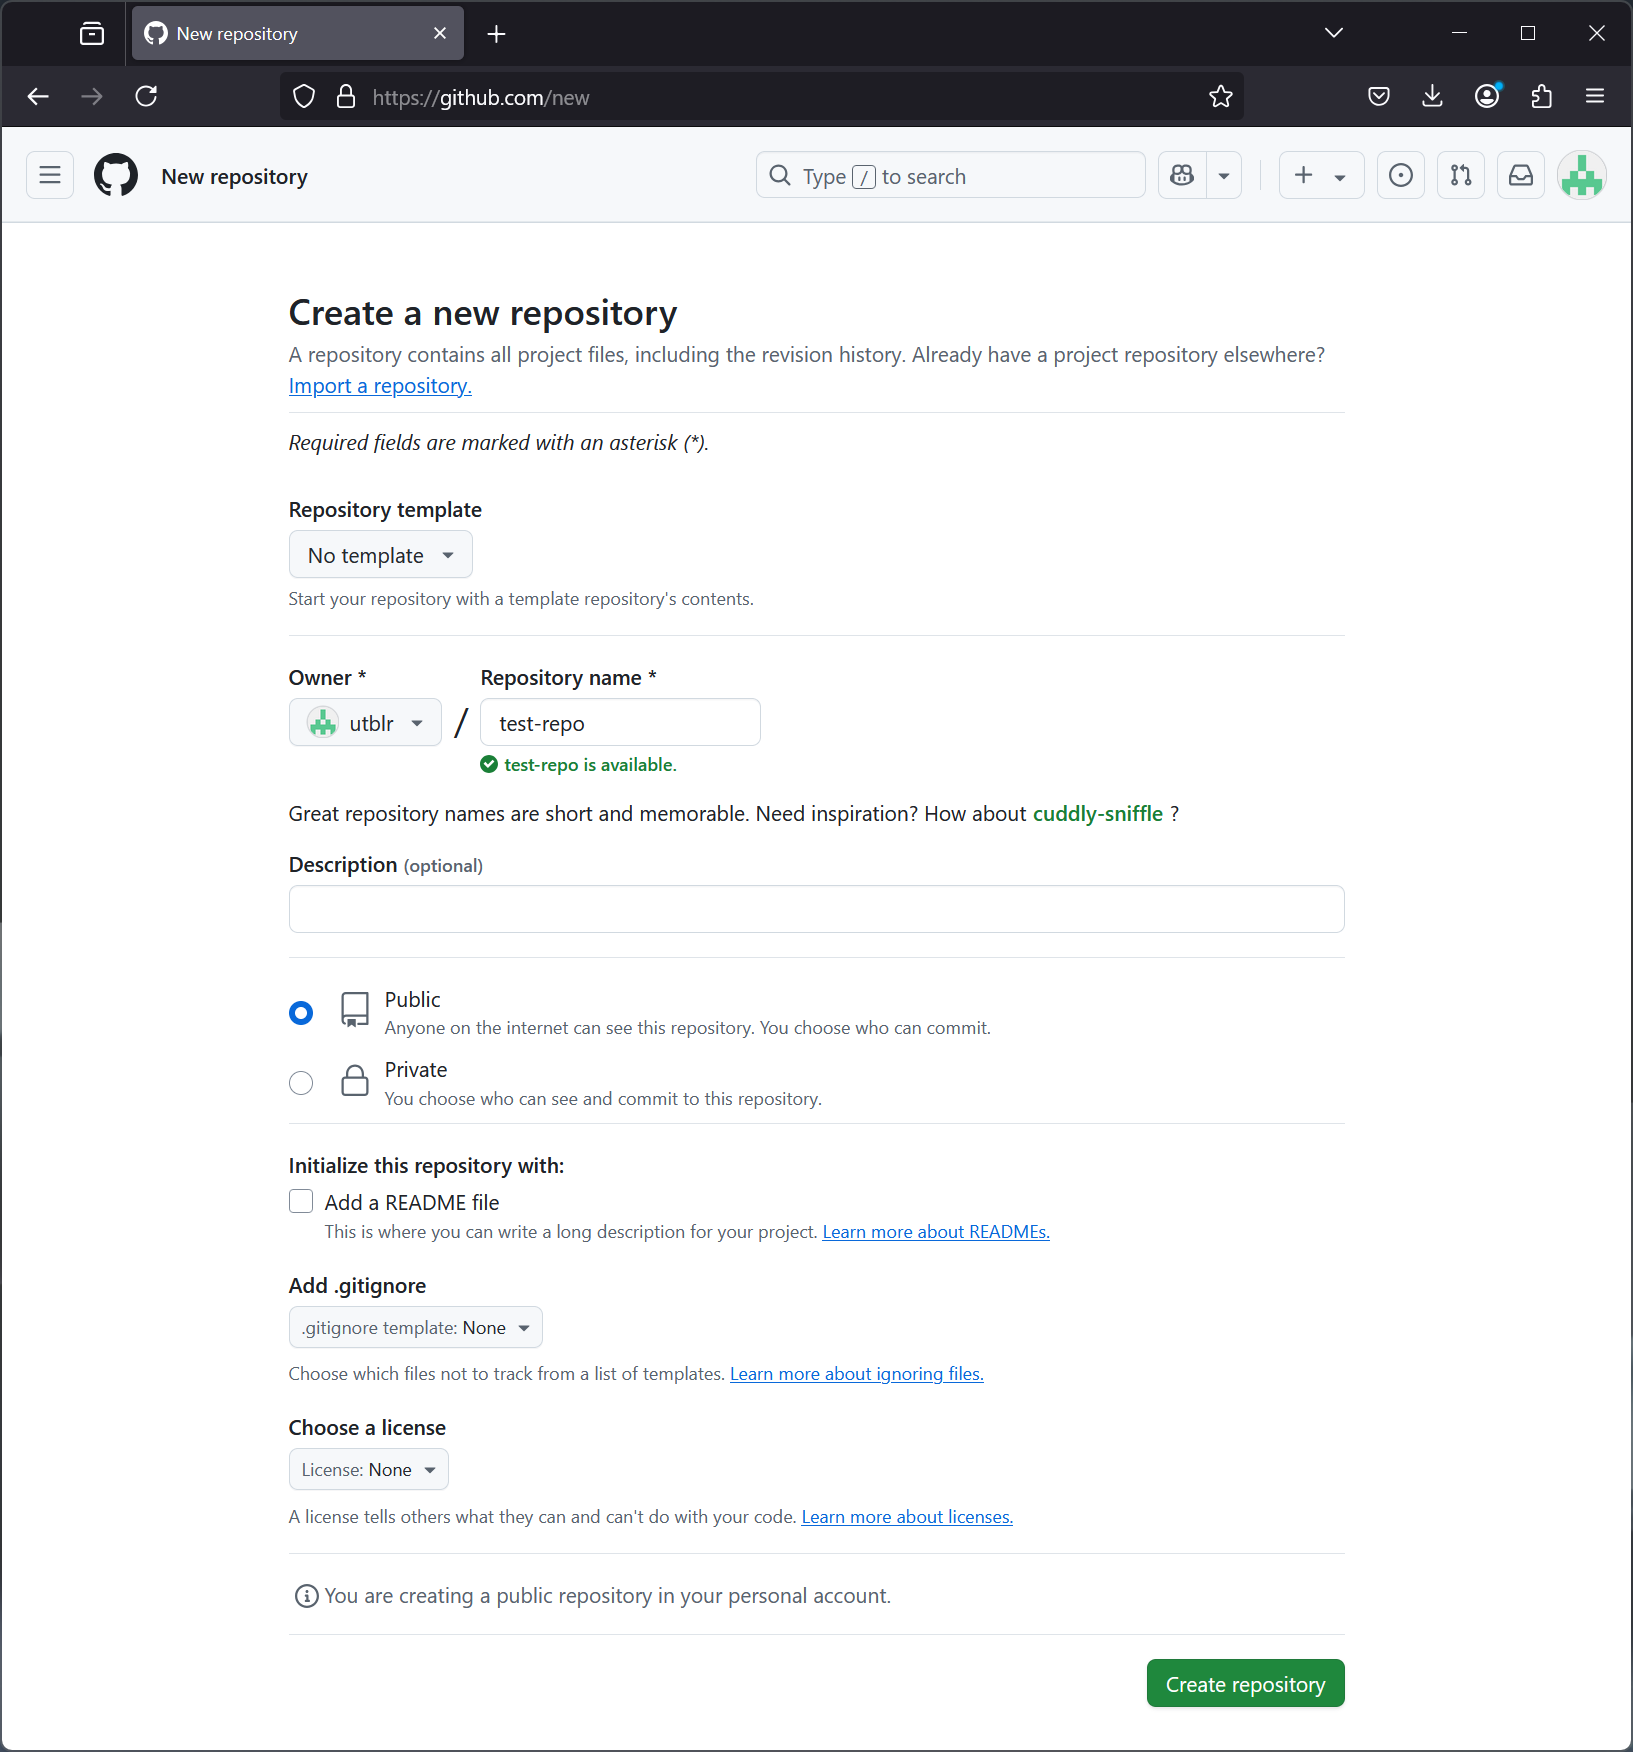 New repository
https://github.com/new
New repository
Type / to search
Create a new repository
A repository contains all project files, including the revision history. Already have a project repository elsewhere?
Import a repository.
Required fields are marked with an asterisk (*).
Repository template
No template
Start your repository with a template repository's contents.
Owner * Repository name *
utblr / test-repo
test-repo is available.
Great repository names are short and memorable. Need inspiration? How about cuddly-sniffle ?
Description (optional)
Public
Anyone on the internet can see this repository. You choose who can commit.
Private
You choose who can see and commit to this repository.
Initialize this repository with:
Add a README file
This is where you can write a long description for your project. Learn more about READMEs.
Add .gitignore
.gitignore template: None
Choose which files not to track from a list of templates. Learn more about ignoring files.
Choose a license
License: None
A license tells others what they can and can't do with your code. Learn more about licenses.
You are creating a public repository in your personal account.
Create repository